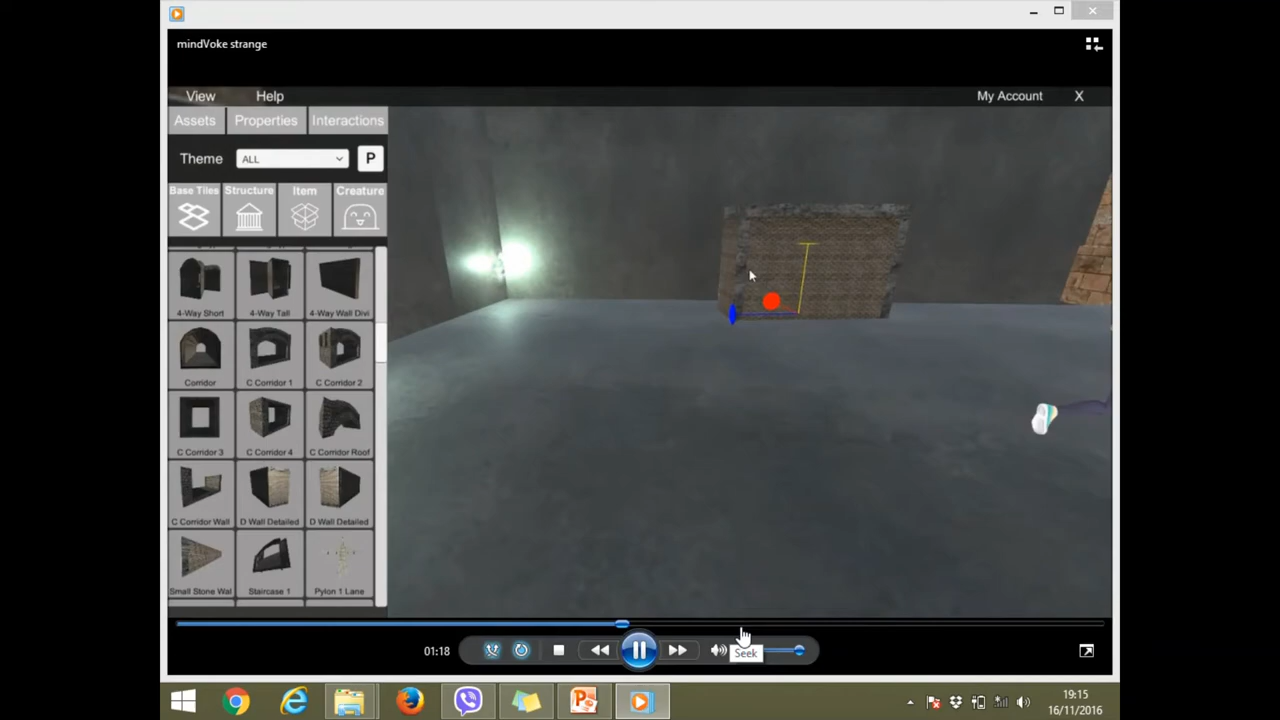 mindVoke strange
View Help My Account X
Assets Properties Interactions
Theme ALL P
Base Tiles Structure Item Creature
4-Way Short 4-Way Tall 4-Way Wall Divi
Corridor C Corridor 1 C Corridor 2
C Corridor 3 C Corridor 4 C Corridor Roof
C Corridor Wall D Wall Detailed D Wall Detailed
Small Stone Wal Staircase 1 Pylon 1 Lane
01:18
Seek
19:15
16/11/2016